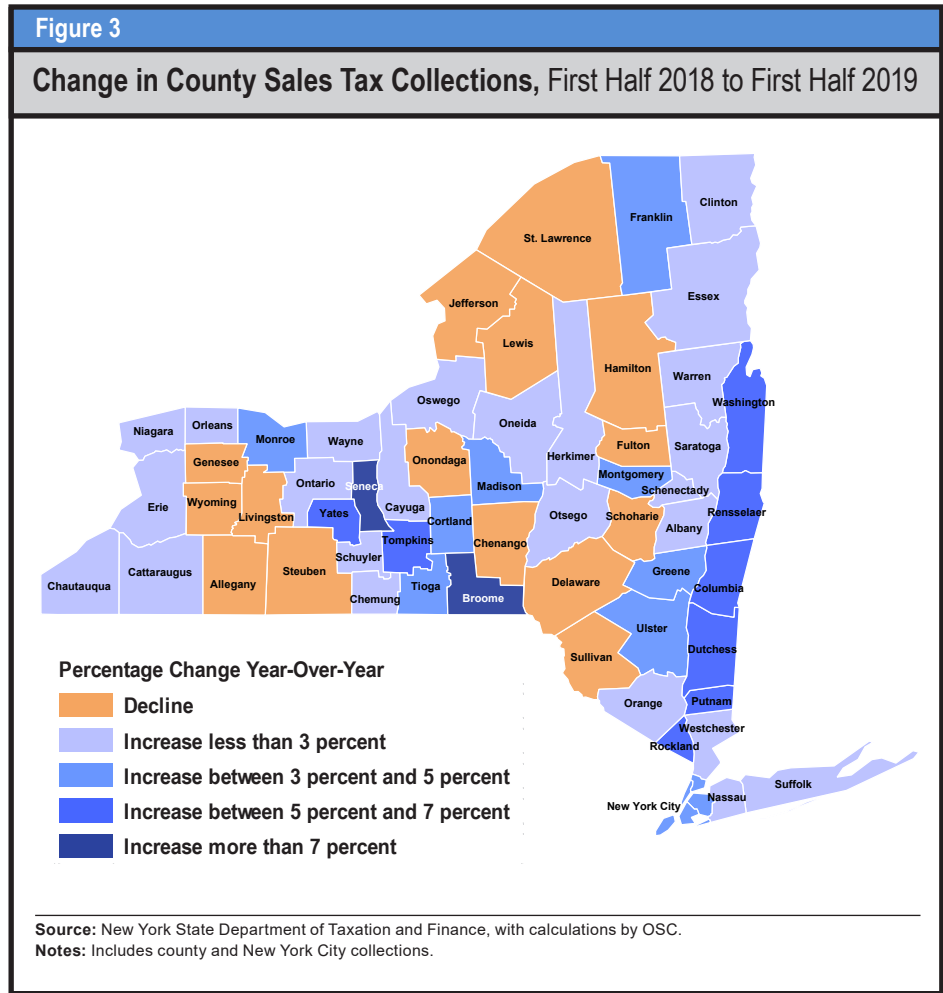 Figure 3
Change in County Sales Tax Collections, First Half 2018 to First Half 2019
Clinton
Franklin
St. Lawrence
Essex
Jefferson
Lewis
Hamilton
Warren
Washington
Oswego
Oneida
Herkimer
Fulton
Saratoga
Niagara
Orleans
Monroe
Wayne
Genesee
Onondaga
Madison
Montgomery
Schenectady
Ontario
Seneca
Cayuga
Wyoming
Livingston
Yates
Erie
Cortland
Otsego
Schoharie
Albany
Rensselaer
Tompkins
Chenango
Schuyler
Chautauqua
Cattaraugus
Allegany
Steuben
Chemung
Tioga
Broome
Delaware
Greene
Columbia
Ulster
Dutchess
Sullivan
Orange
Putnam
Westchester
Rockland
New York City
Nassau
Suffolk
Percentage Change Year-Over-Year
Decline
Increase less than 3 percent
Increase between 3 percent and 5 percent
Increase between 5 percent and 7 percent
Increase more than 7 percent
Source: New York State Department of Taxation and Finance, with calculations by OSC.
Notes: Includes county and New York City collections.